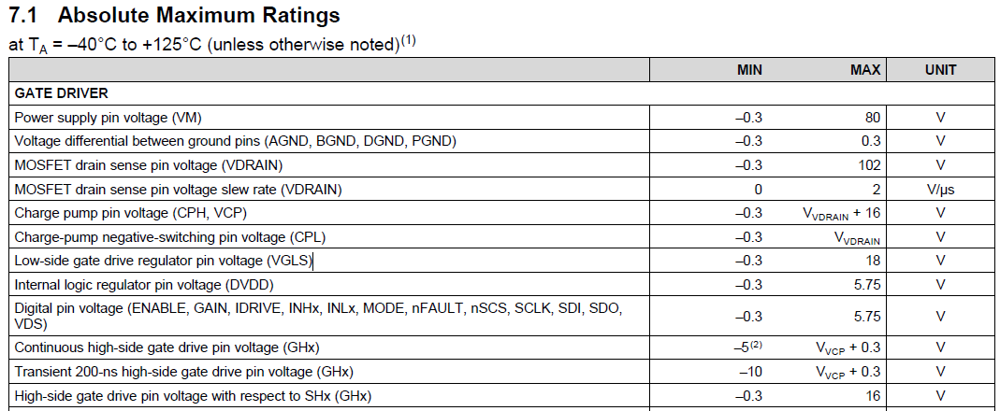 7.1 Absolute Maximum Ratings
at TA = –40°C to +125°C (unless otherwise noted)(1)
MIN MAX UNIT
GATE DRIVER
Power supply pin voltage (VM) –0.3 80 V
Voltage differential between ground pins (AGND, BGND, DGND, PGND) –0.3 0.3 V
MOSFET drain sense pin voltage (VDRAIN) –0.3 102 V
MOSFET drain sense pin voltage slew rate (VDRAIN) 0 2 V/µs
Charge pump pin voltage (CPH, VCP) –0.3 VVDRAIN + 16 V
Charge-pump negative-switching pin voltage (CPL) –0.3 VVDRAIN V
Low-side gate drive regulator pin voltage (VGLS) –0.3 18 V
Internal logic regulator pin voltage (DVDD) –0.3 5.75 V
Digital pin voltage (ENABLE, GAIN, IDRIVE, INHx, INLx, MODE, nFAULT, nSCS, SCLK, SDI, SDO,
VDS) –0.3 5.75 V
Continuous high-side gate drive pin voltage (GHx) –5(2) VVCP + 0.3 V
Transient 200-ns high-side gate drive pin voltage (GHx) –10 VVCP + 0.3 V
High-side gate drive pin voltage with respect to SHx (GHx) –0.3 16 V